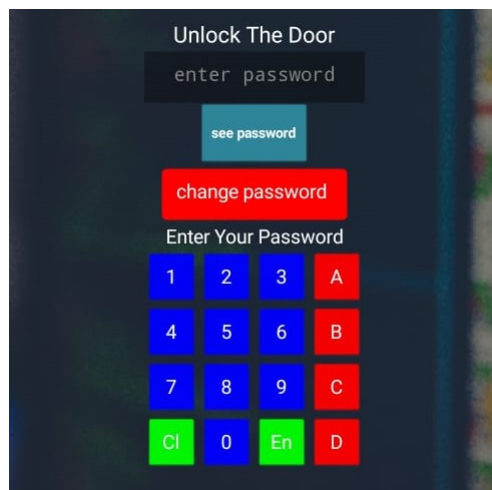 Unlock The Door
enter password
see password
change password
Enter Your Password
1 2 3 A
4 5 6 B
7 8 9 C
Cl 0 En D